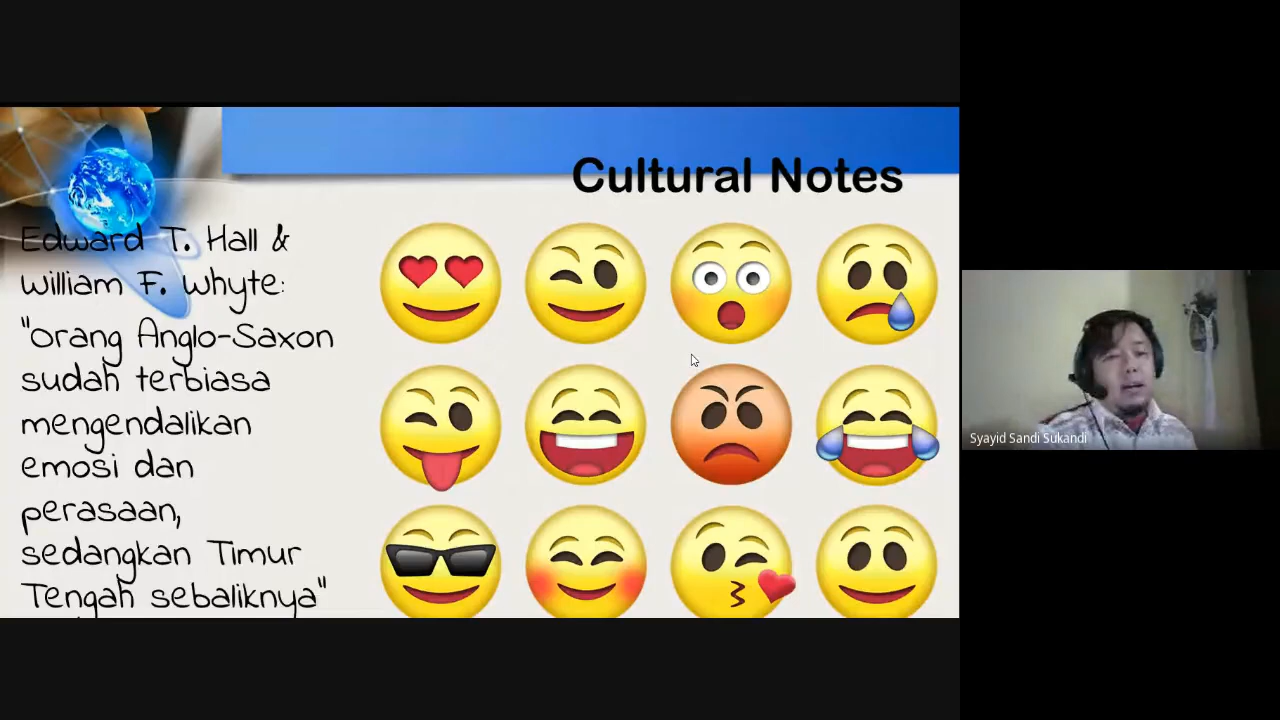 Cultural Notes
Edward T. Hall &
William F. Whyte:
"Orang Anglo-Saxon
sudah terbiasa
mengendalikan
emosi dan
perasaan,
sedangkan Timur
Tengah sebaliknya"
Syayid Sandi Sukandi